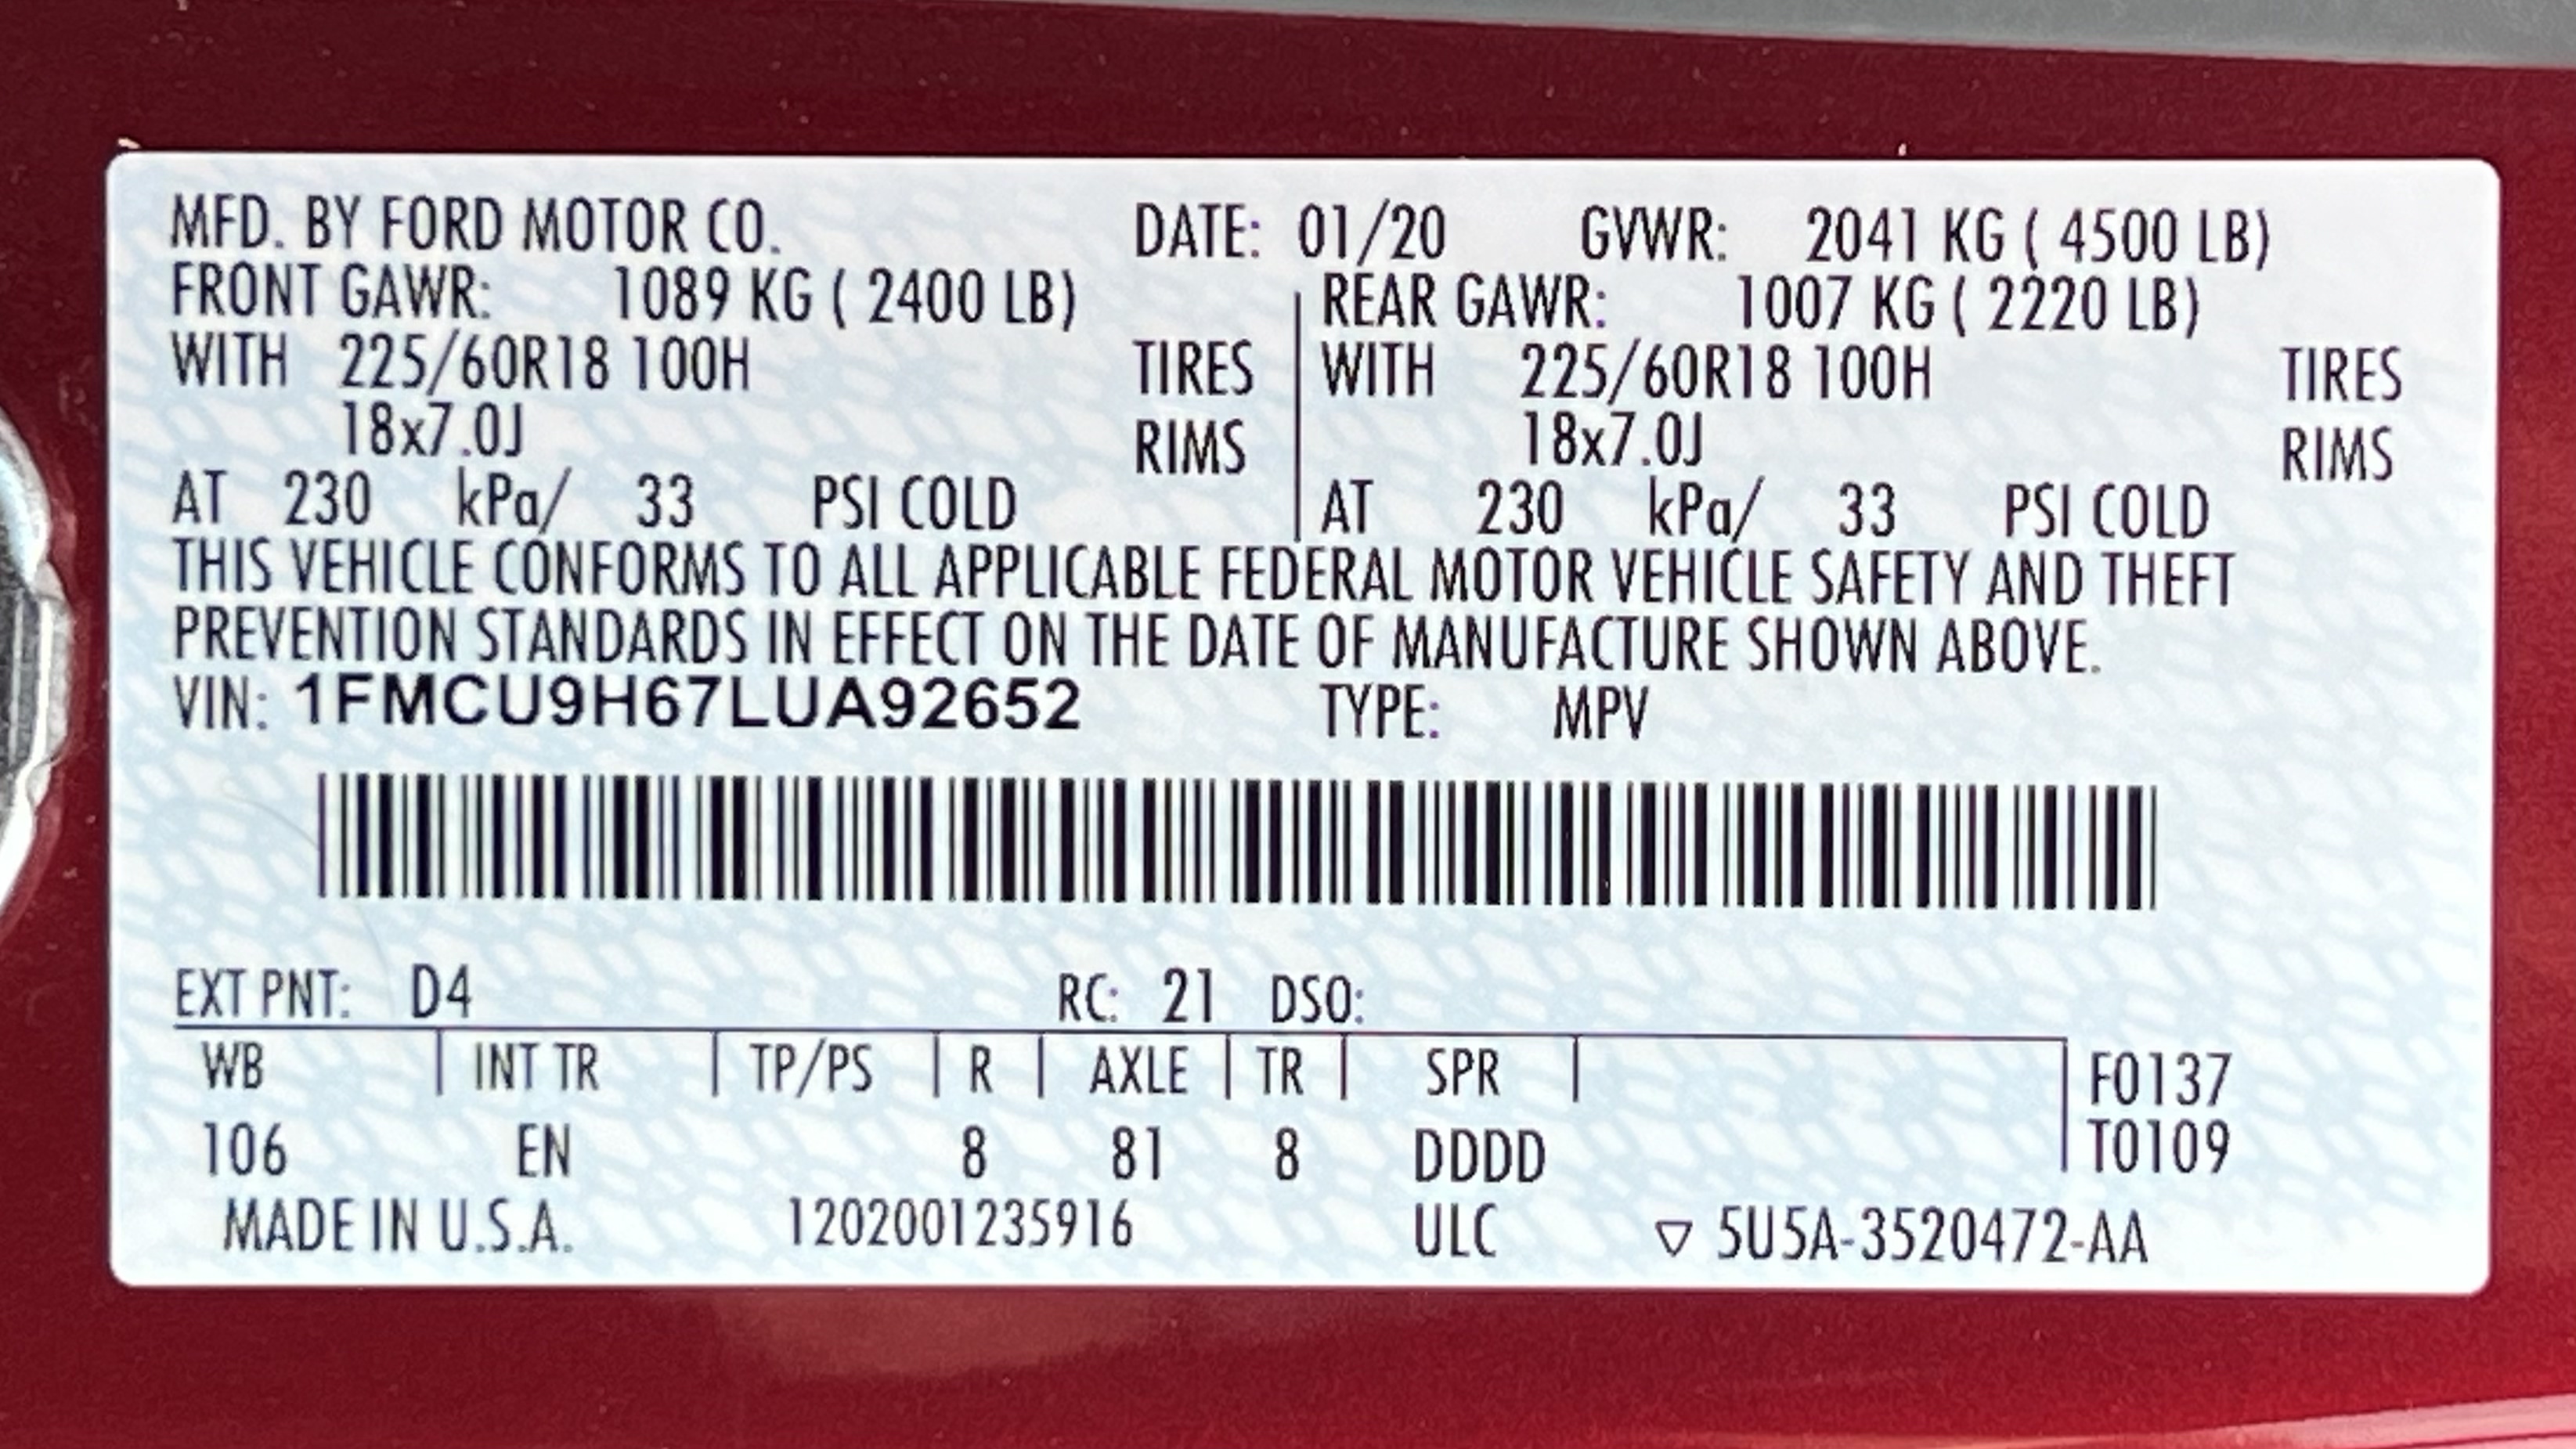 MFD. BY FORD MOTOR CO. DATE: 01/20 GVWR: 2041 KG ( 4500 LB)
FRONT GAWR: 1089 KG ( 2400 LB) REAR GAWR: 1007 KG ( 2220 LB)
WITH 225/60R18 100H TIRES WITH 225/60R18 100H TIRES
18x7.0J RIMS 18x7.0J RIMS
AT 230 kPa/ 33 PSI COLD AT 230 kPa/ 33 PSI COLD
THIS VEHICLE CONFORMS TO ALL APPLICABLE FEDERAL MOTOR VEHICLE SAFETY AND THEFT
PREVENTION STANDARDS IN EFFECT ON THE DATE OF MANUFACTURE SHOWN ABOVE.
VIN: 1FMCU9H67LUA92652 TYPE: MPV
EXT PNT: D4 RC: 21 DSO:
WB INT TR TP/PS R AXLE TR SPR F0137
106 EN 8 81 8 DDDD T0109
MADE IN U.S.A. 1202001235916 ULC ▽ 5U5A-3520472-AA